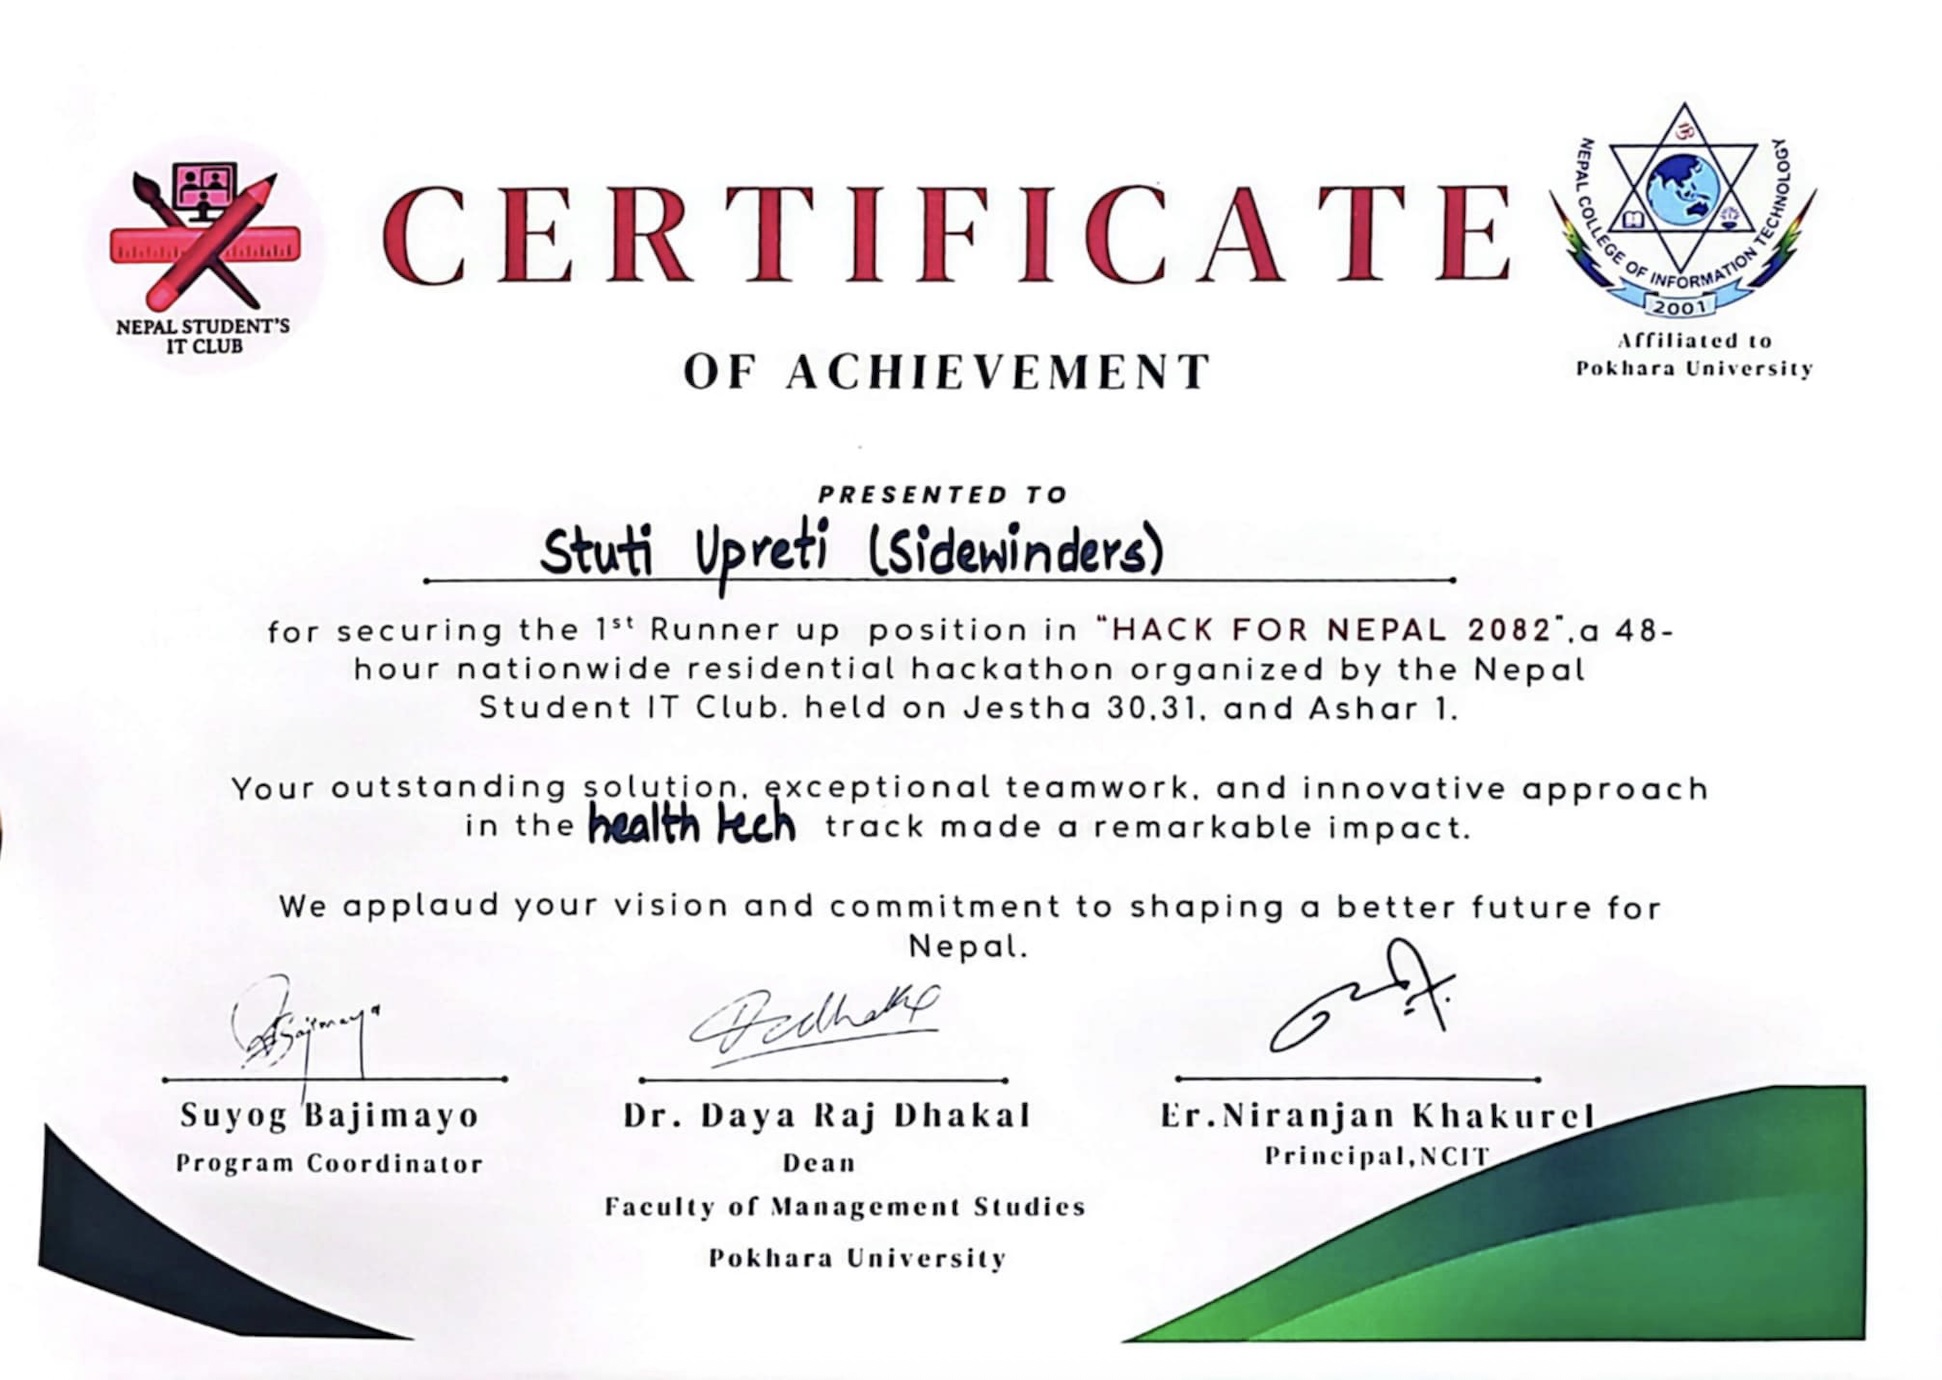 NEPAL STUDENT'S
IT CLUB
CERTIFICATE
OF ACHIEVEMENT
NEPAL COLLEGE OF INFORMATION TECHNOLOGY
2001
Affiliated to
Pokhara University
PRESENTED TO
Stuti Upreti (Sidewinders)
for securing the 1st Runner up position in "HACK FOR NEPAL 2082",a 48-
hour nationwide residential hackathon organized by the Nepal
Student IT Club. held on Jestha 30,31, and Ashar 1.
Your outstanding solution, exceptional teamwork, and innovative approach
in the health tech track made a remarkable impact.
We applaud your vision and commitment to shaping a better future for
Nepal.
Suyog Bajimayo
Program Coordinator
Dr. Daya Raj Dhakal
Dean
Faculty of Management Studies
Pokhara University
Er.Niranjan Khakurel
Principal,NCIT